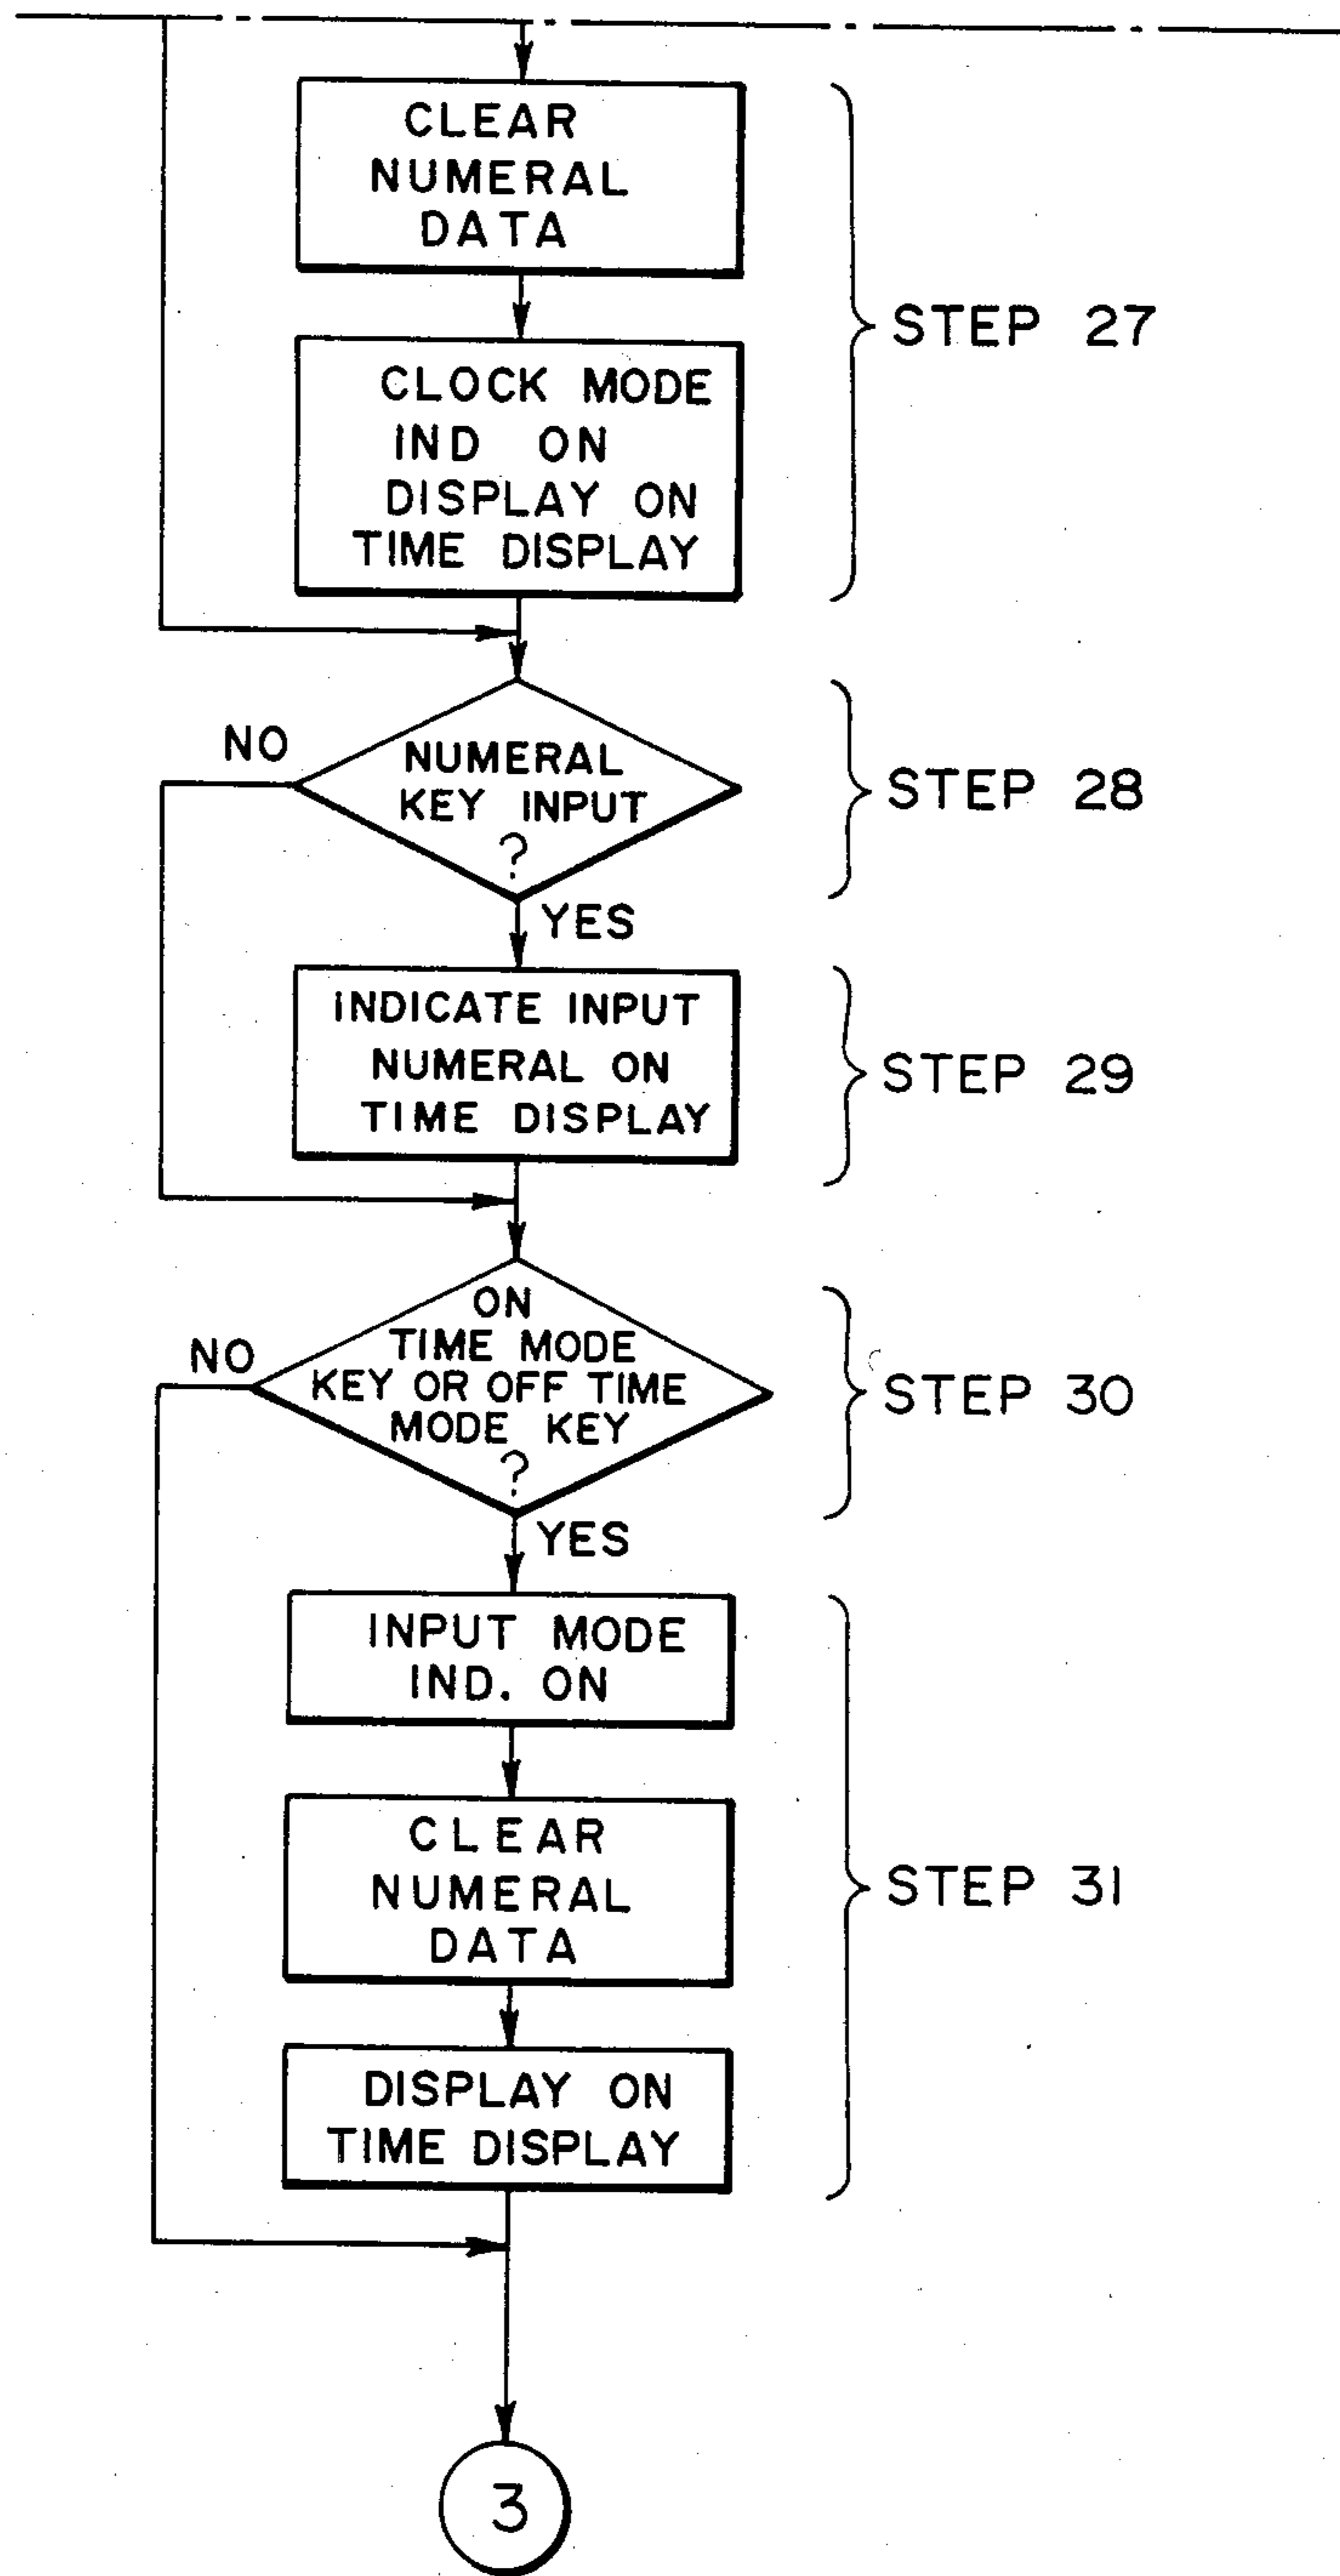 CLEAR
NUMERAL
DATA
CLOCK MODE
IND ON
DISPLAY ON
TIME DISPLAY
STEP 27
NO
NUMERAL
KEY INPUT
?
STEP 28
YES
INDICATE INPUT
NUMERAL ON
TIME DISPLAY
STEP 29
NO
ON
TIME MODE
KEY OR OFF TIME
MODE KEY
?
STEP 30
YES
INPUT MODE
IND. ON
CLEAR
NUMERAL
DATA
STEP 31
DISPLAY ON
TIME DISPLAY
3